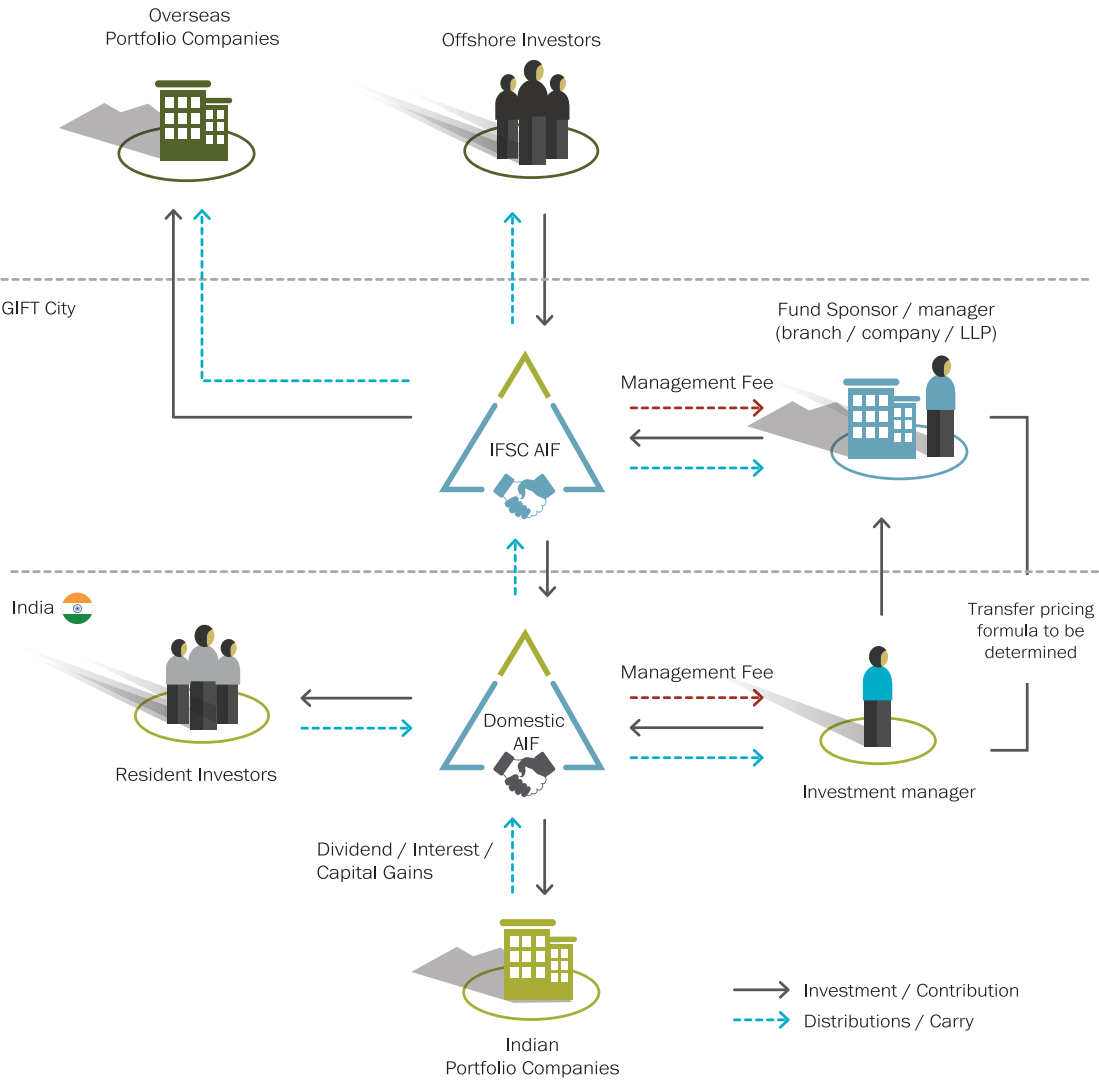 Overseas
Portfolio Companies
Offshore Investors
GIFT City
Fund Sponsor / manager
(branch / company / LLP)
Management Fee
IFSC AIF
India
Transfer pricing
formula to be
determined
Management Fee
Domestic
AIF
Resident Investors
Investment manager
Dividend / Interest /
Capital Gains
Investment / Contribution
Distributions / Carry
Indian
Portfolio Companies